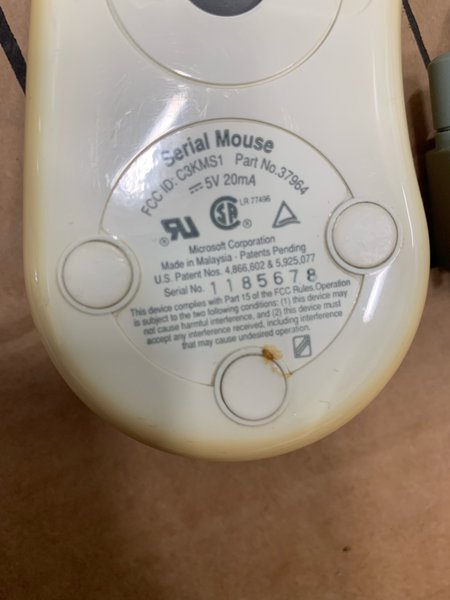 Serial Mouse
FCC ID: C3KMS1 Part No.37964
5V 20mA
LR 77496
Microsoft Corporation
Made in Malaysia - Patents Pending
U.S. Patent Nos. 4,866,602 & 5,925,077
Serial No. 1185678
This device complies with Part 15 of the FCC Rules.Operation
is subject to the two following conditions: (1) this device may
not cause harmful interference, and (2) this device must
accept any interference received, including interference
that may cause undesired operation.